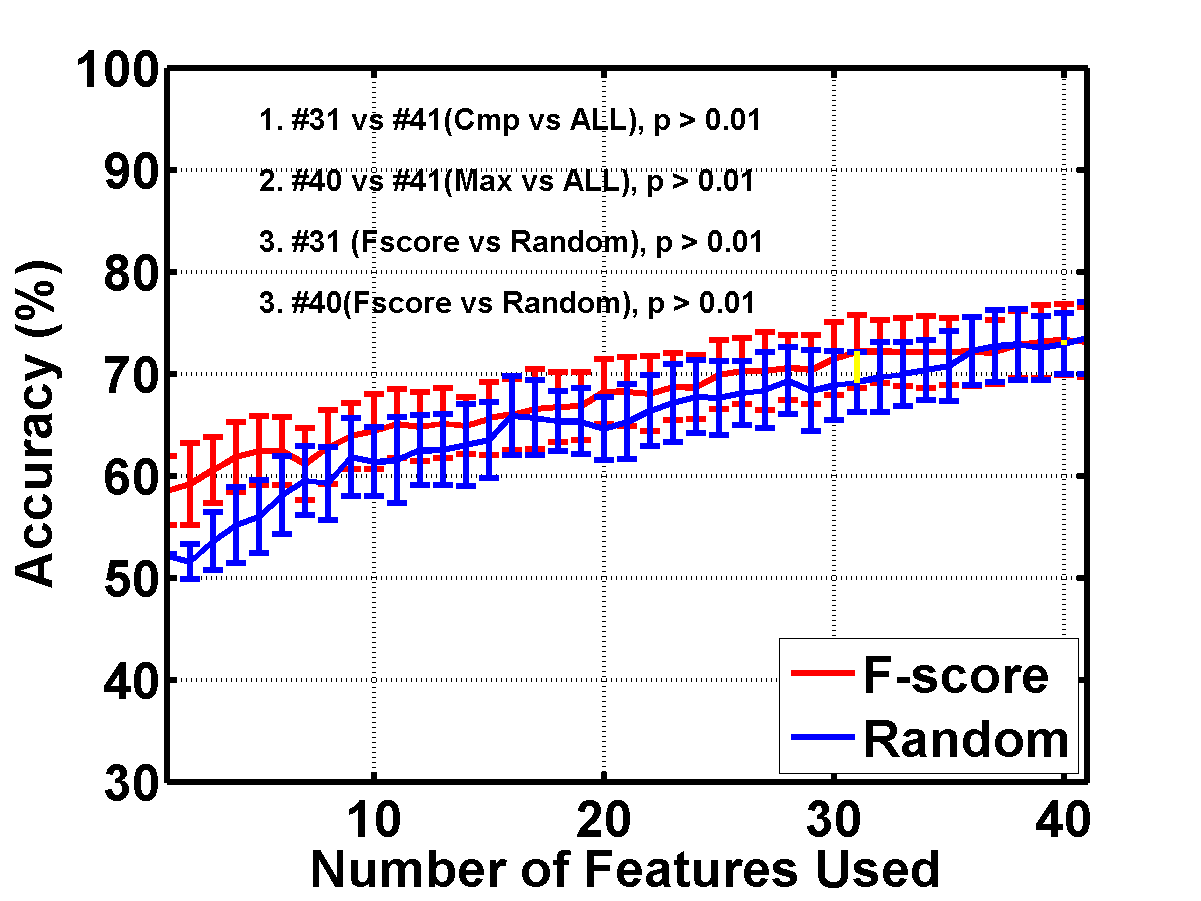 100
1. #31 vs #41(Cmp vs ALL), p > 0.01
90
2. #40 vs #41(Max vs ALL), p > 0.01
3. #31 (Fscore vs Random), p > 0.01
80
3. #40(Fscore vs Random), p > 0.01
70
60
50
40
30
Accuracy (%)
F-score
Random
10 20 30 40
Number of Features Used